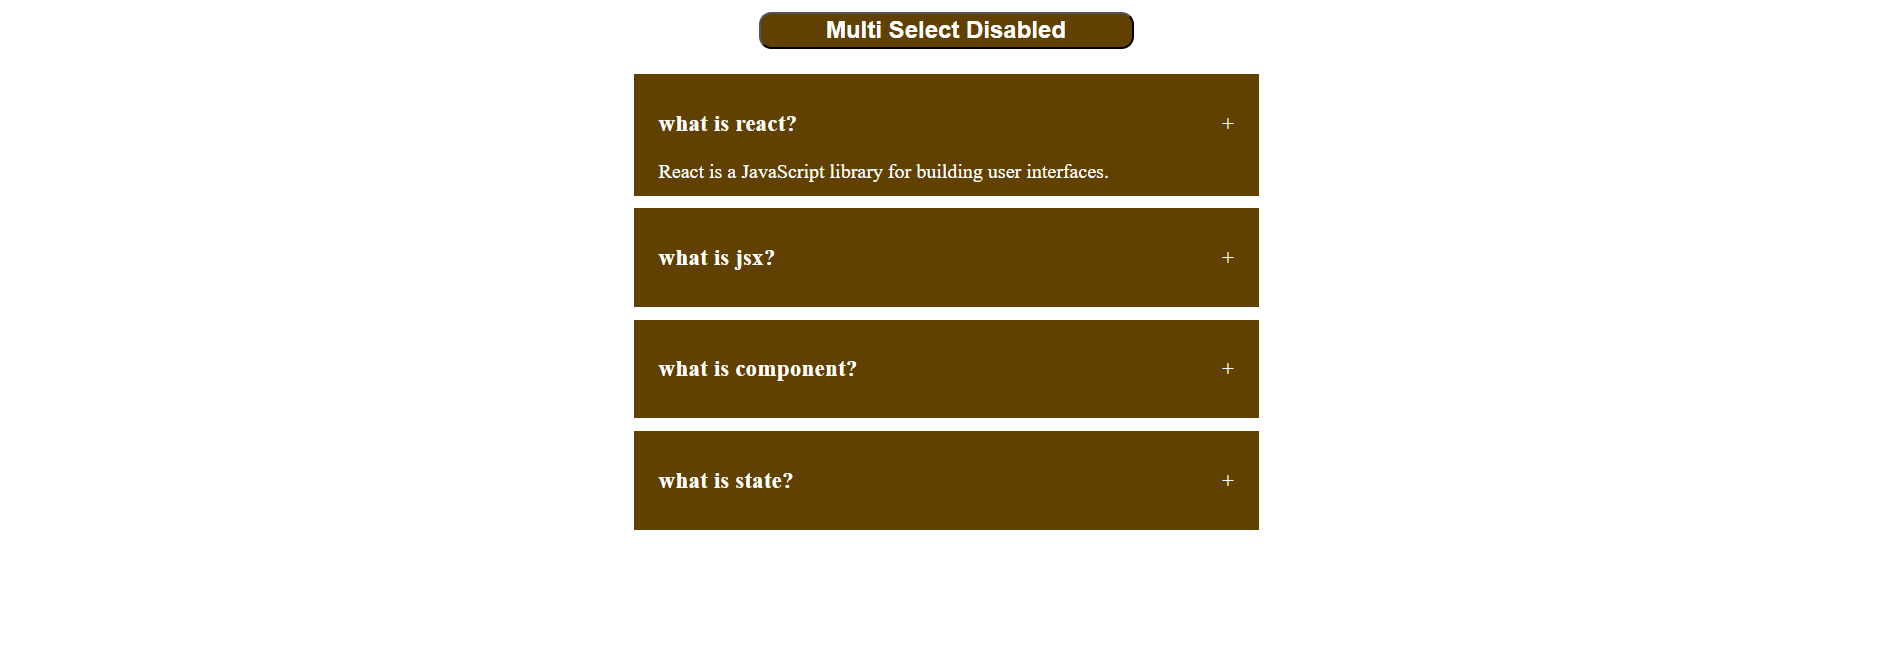 Multi Select Disabled
what is react? +
React is a JavaScript library for building user interfaces.
what is jsx? +
what is component? +
what is state? +